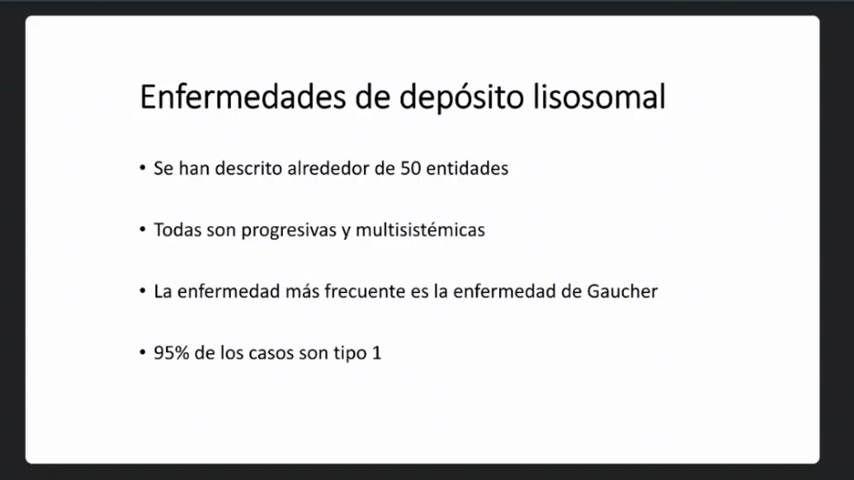 Enfermedades de depósito lisosomal
• Se han descrito alrededor de 50 entidades
• Todas son progresivas y multisistémicas
• La enfermedad más frecuente es la enfermedad de Gaucher
• 95% de los casos son tipo 1